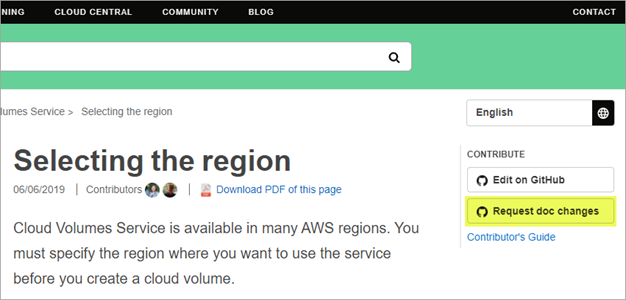 NING CLOUD CENTRAL COMMUNITY BLOG CONTACT
lumes Service > Selecting the region
English
Selecting the region
CONTRIBUTE
06/06/2019 Contributors Download PDF of this page
Edit on GitHub
Request doc changes
Contributor's Guide
Cloud Volumes Service is available in many AWS regions. You
must specify the region where you want to use the service
before you create a cloud volume.